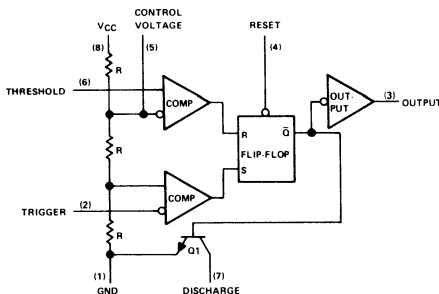 CONTROL
VOLTAGE
RESET
VCC
(8)
(5)
(4)
R
(6)
THRESHOLD
COMP
OUT-
PUT
(3)
OUTPUT
R
Q̅
FLIP-FLOP
R
S
COMP
TRIGGER
(2)
R
Q1
(1)
(7)
GND
DISCHARGE